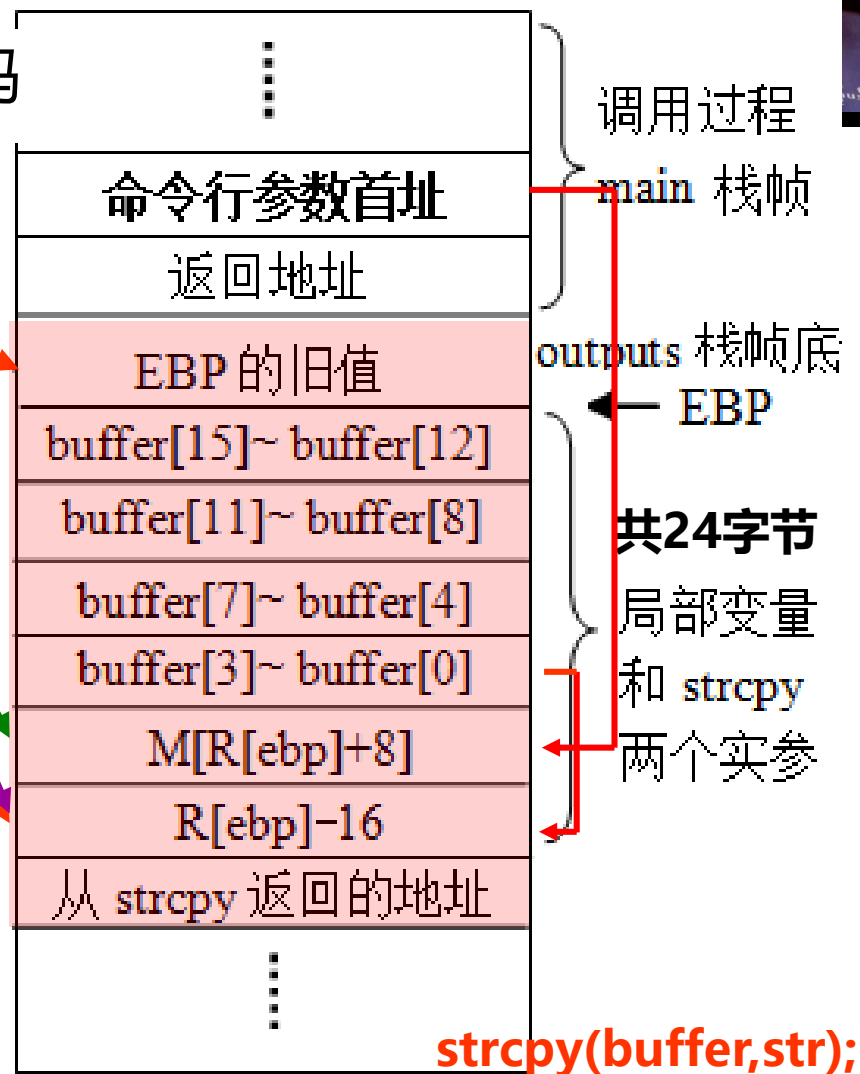 码
命令行参数首址
返回地址
EBP 的旧值
buffer[15]~ buffer[12]
buffer[11]~ buffer[8]
buffer[7]~ buffer[4]
buffer[3]~ buffer[0]
M[R[ebp]+8]
R[ebp]-16
从 strcpy 返回的地址
调用过程
main 栈帧
outputs 栈帧底
EBP
共24字节
局部变量
和 strcpy
两个实参
strcpy(buffer,str);